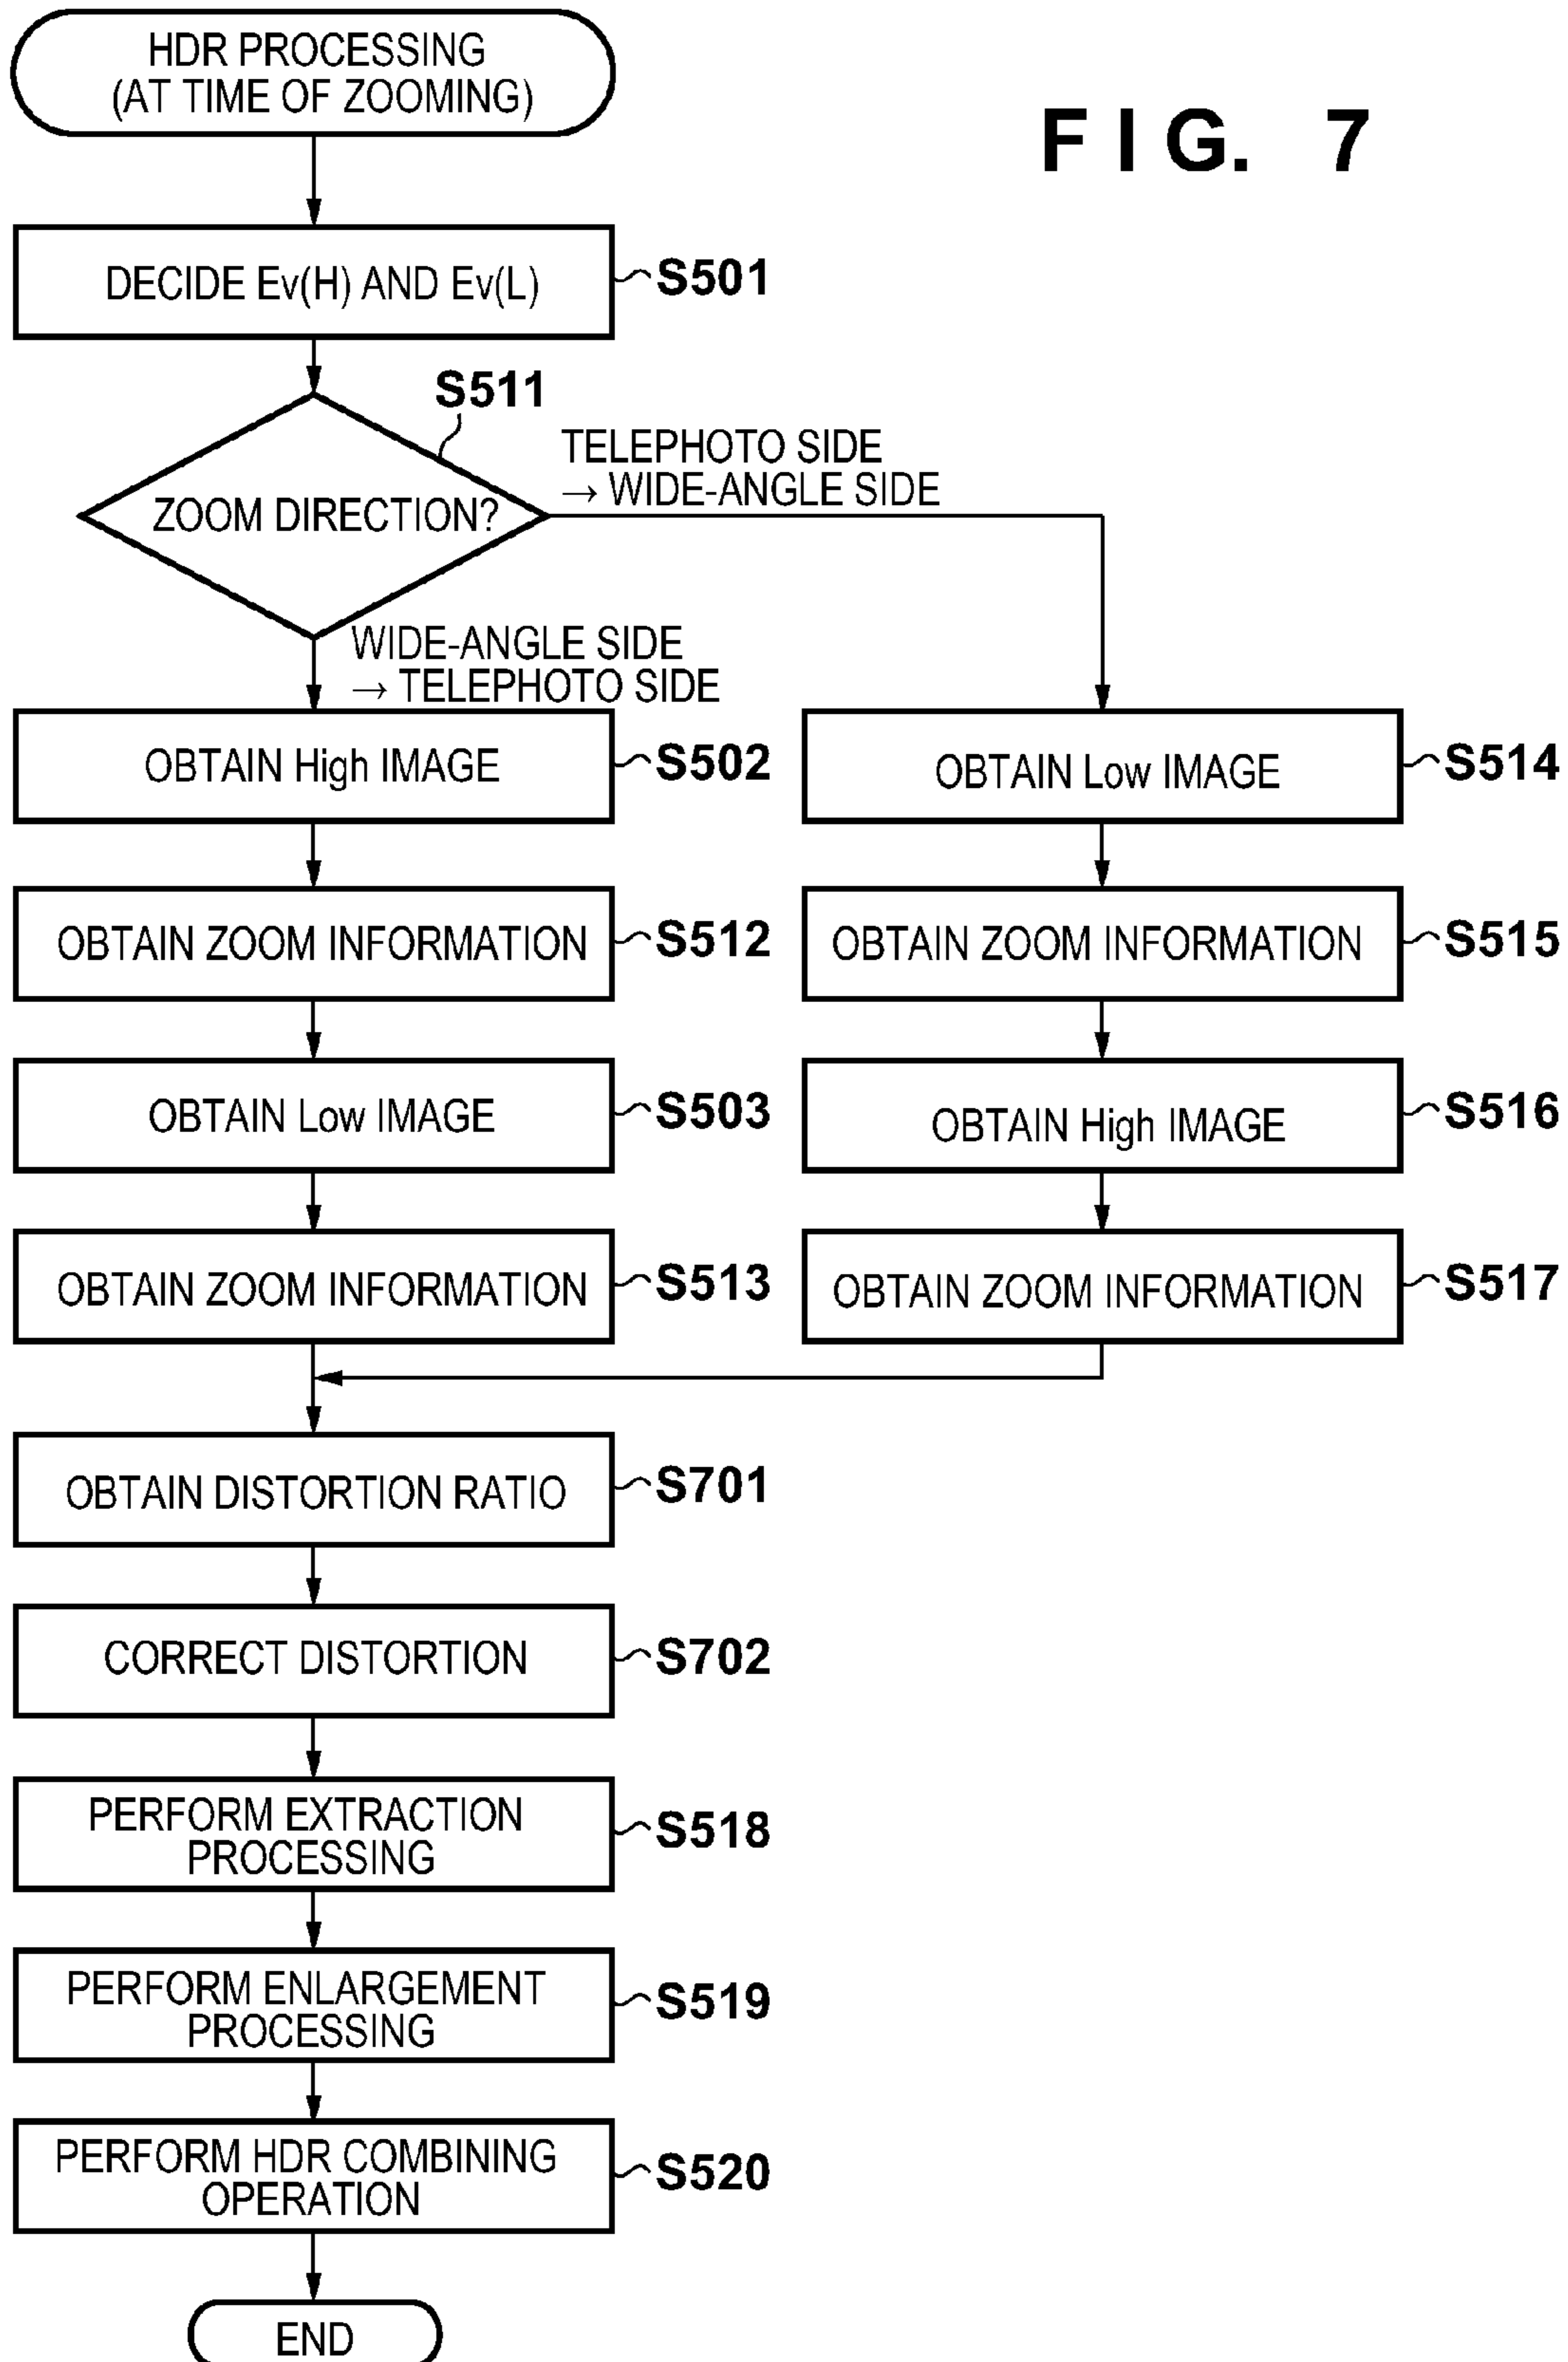 HDR PROCESSING
(AT TIME OF ZOOMING)
F I G. 7
DECIDE Ev(H) AND Ev(L)
S501
S511
ZOOM DIRECTION?
TELEPHOTO SIDE
→ WIDE-ANGLE SIDE
WIDE-ANGLE SIDE
→ TELEPHOTO SIDE
OBTAIN High IMAGE
S502
OBTAIN Low IMAGE
S514
OBTAIN ZOOM INFORMATION
S512
OBTAIN ZOOM INFORMATION
S515
OBTAIN Low IMAGE
S503
OBTAIN High IMAGE
S516
OBTAIN ZOOM INFORMATION
S513
OBTAIN ZOOM INFORMATION
S517
OBTAIN DISTORTION RATIO
S701
CORRECT DISTORTION
S702
PERFORM EXTRACTION
PROCESSING
S518
PERFORM ENLARGEMENT
PROCESSING
S519
PERFORM HDR COMBINING
OPERATION
S520
END